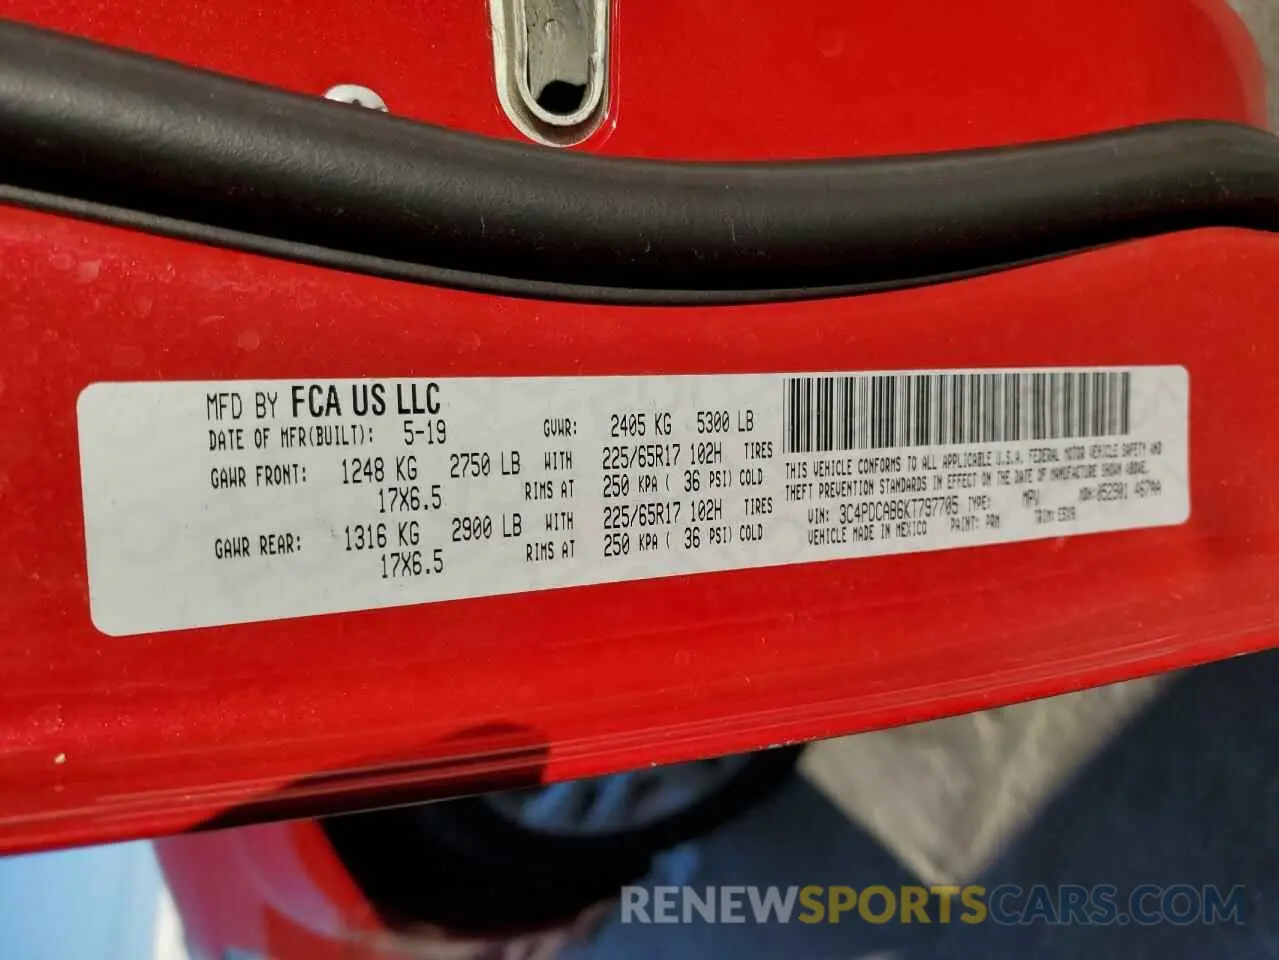 MFD BY FCA US LLC
DATE OF MFR(BUILT): 5-19 GVWR: 2405 KG 5300 LB
GAWR FRONT: 1248 KG 2750 LB WITH 225/65R17 102H TIRES
17X6.5 RIMS AT 250 KPA ( 36 PSI) COLD
GAWR REAR: 1316 KG 2900 LB WITH 225/65R17 102H TIRES
17X6.5 RIMS AT 250 KPA ( 36 PSI) COLD
THIS VEHICLE CONFORMS TO ALL APPLICABLE U.S.A. FEDERAL MOTOR VEHICLE SAFETY AND
THEFT PREVENTION STANDARDS IN EFFECT ON THE DATE OF MANUFACTURE SHOWN ABOVE.
VIN: 3C4PDCAB6KT797705 TYPE: MPV MDH: 052901
VEHICLE MADE IN MEXICO PAINT: PRM TRIM:
RENEWSPORTSCARS.COM